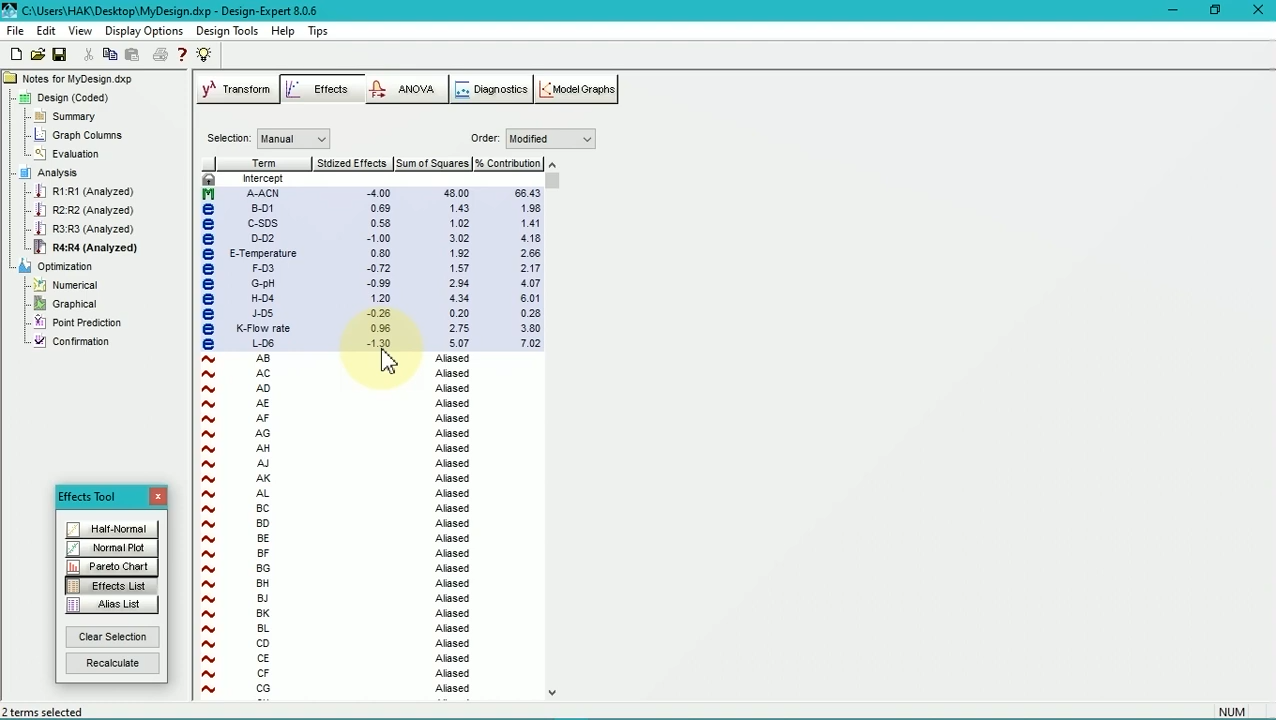 C:\Users\HAK\Desktop\MyDesign.dxp - Design-Expert 8.0.6
File Edit View Display Options Design Tools Help Tips
Notes for MyDesign.dxp
Design (Coded)
Summary
Graph Columns
Evaluation
Analysis
R1:R1 (Analyzed)
R2:R2 (Analyzed)
R3:R3 (Analyzed)
R4:R4 (Analyzed)
Optimization
Numerical
Graphical
Point Prediction
Confirmation
Effects Tool
Half-Normal
Normal Plot
Pareto Chart
Effects List
Alias List
Clear Selection
Recalculate
yλ Transform Effects ANOVA Diagnostics Model Graphs
Selection: Manual Order: Modified
Term Stdized Effects Sum of Squares % Contribution
Intercept
M A-ACN -4.00 48.00 66.43
e B-D1 0.69 1.43 1.98
e C-SDS 0.58 1.02 1.41
e D-D2 -1.00 3.02 4.18
e E-Temperature 0.80 1.92 2.66
e F-D3 -0.72 1.57 2.17
e G-pH -0.99 2.94 4.07
e H-D4 1.20 4.34 6.01
e J-D5 -0.26 0.20 0.28
e K-Flow rate 0.96 2.75 3.80
e L-D6 -1.30 5.07 7.02
AB Aliased
AC Aliased
AD Aliased
AE Aliased
AF Aliased
AG Aliased
AH Aliased
AJ Aliased
AK Aliased
AL Aliased
BC Aliased
BD Aliased
BE Aliased
BF Aliased
BG Aliased
BH Aliased
BJ Aliased
BK Aliased
BL Aliased
CD Aliased
CE Aliased
CF Aliased
CG Aliased
2 terms selected NUM